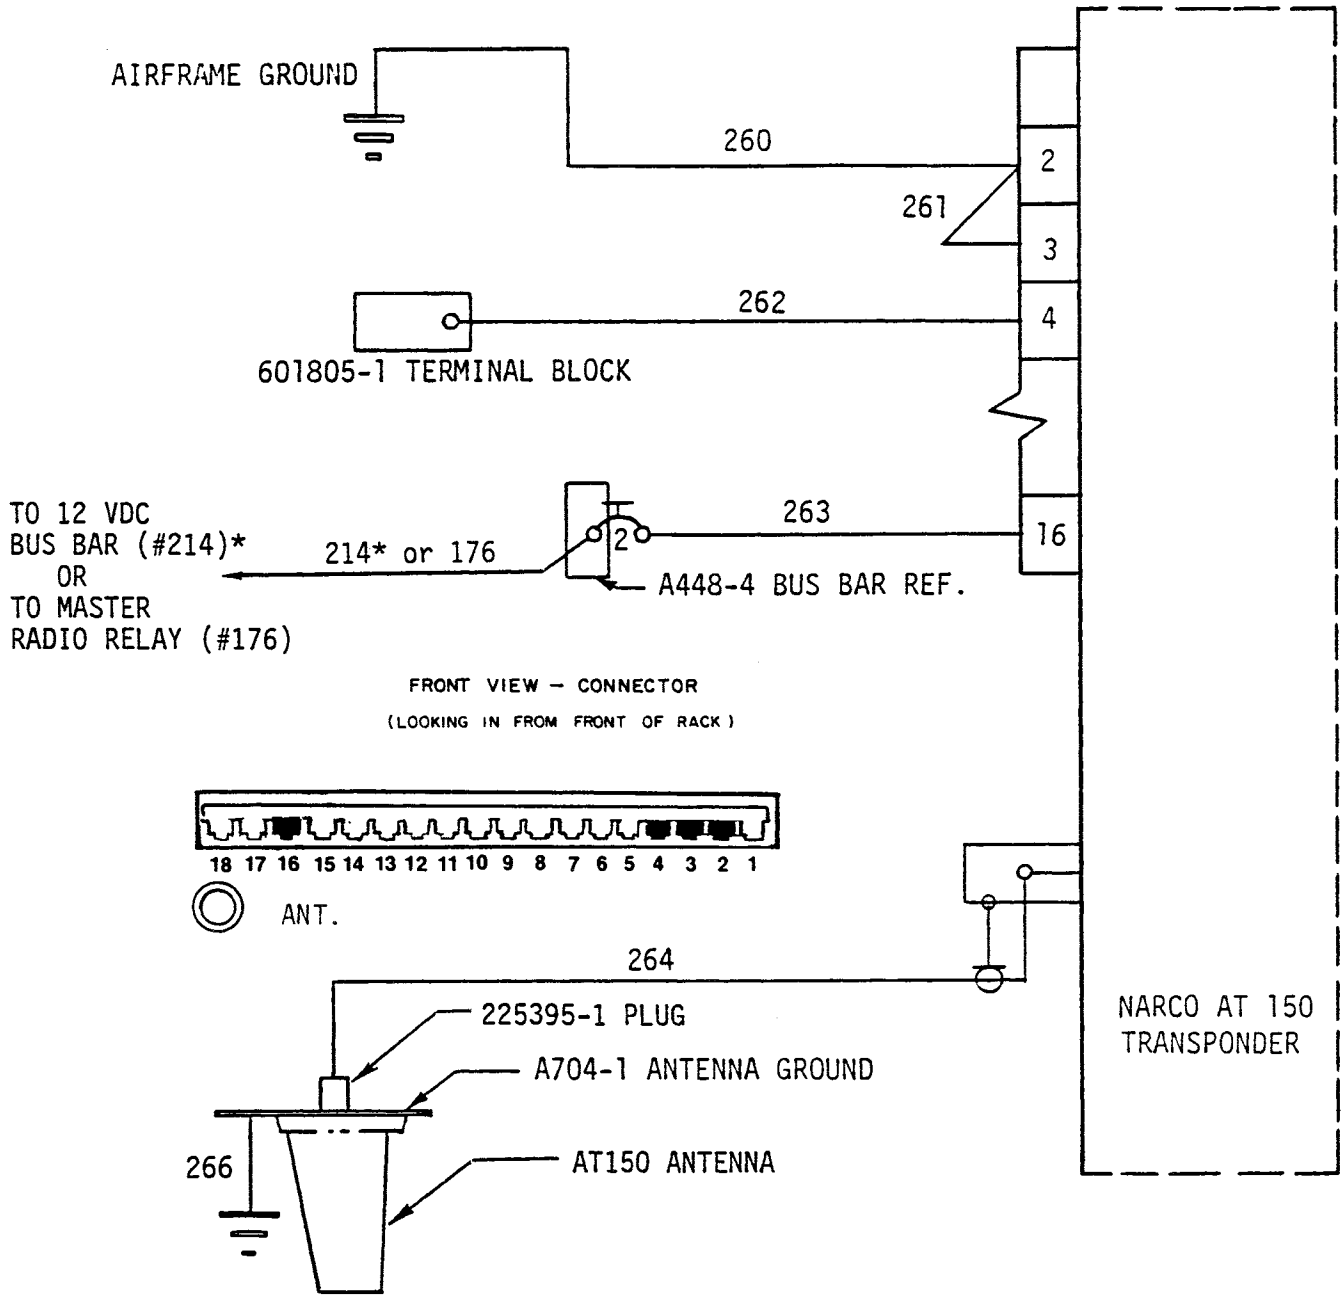 AIRFRAME GROUND
260
2
261
3
262
4
601805-1 TERMINAL BLOCK
TO 12 VDC
BUS BAR (#214)*
OR
TO MASTER
RADIO RELAY (#176)
214* or 176
2
263
16
A448-4 BUS BAR REF.
FRONT VIEW – CONNECTOR
(LOOKING IN FROM FRONT OF RACK)
18 17 16 15 14 13 12 11 10 9 8 7 6 5 4 3 2 1
ANT.
264
225395-1 PLUG
A704-1 ANTENNA GROUND
266
AT150 ANTENNA
NARCO AT 150
TRANSPONDER